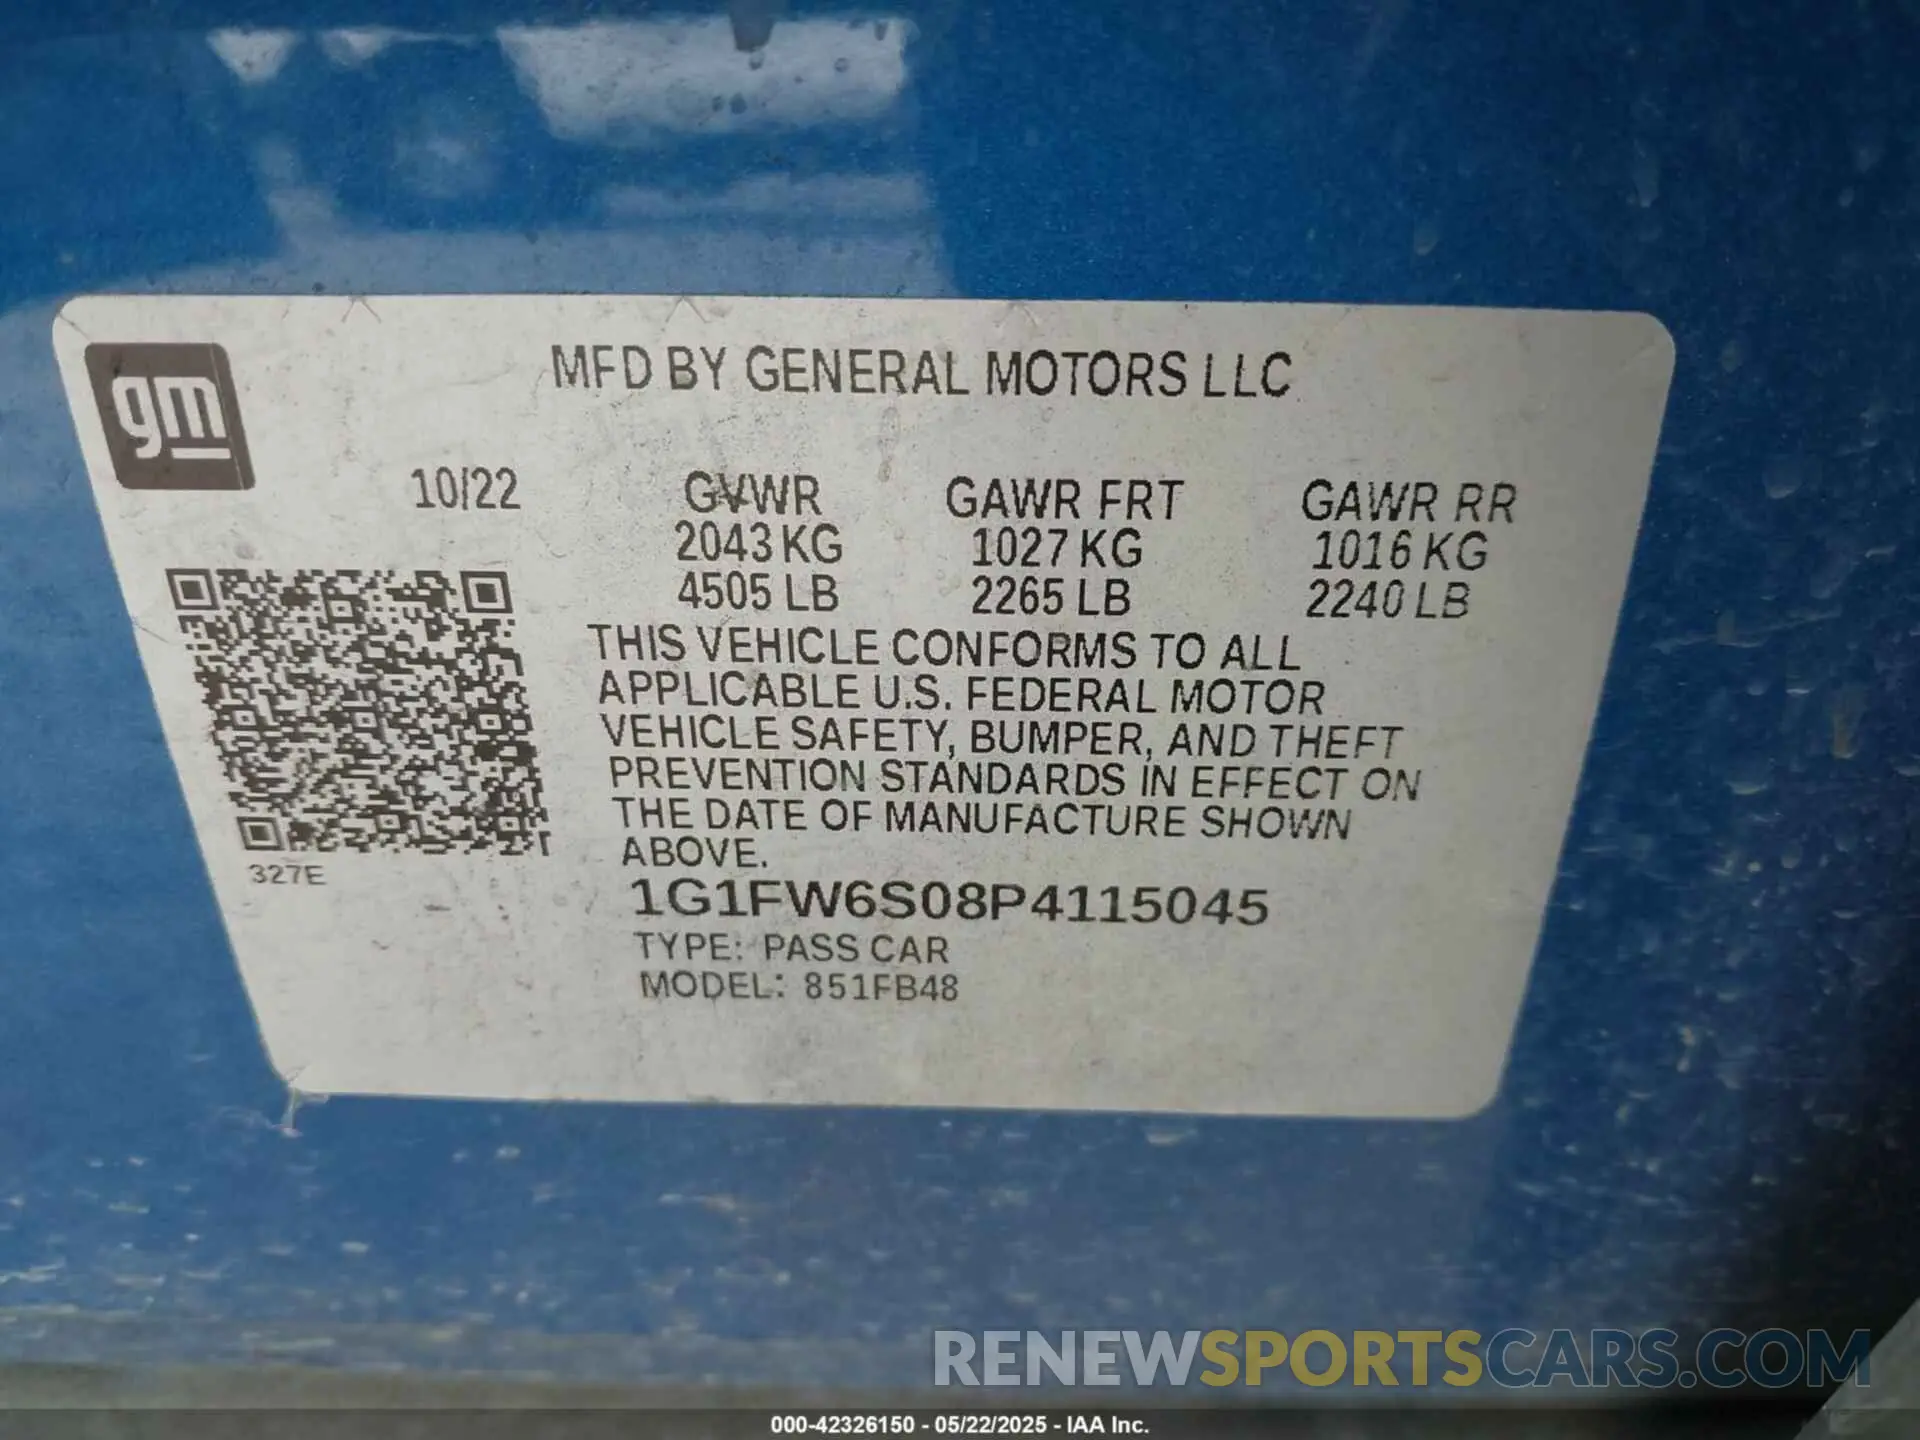 MFD BY GENERAL MOTORS LLC
gm
10/22 GVWR GAWR FRT GAWR RR
2043 KG 1027 KG 1016 KG
4505 LB 2265 LB 2240 LB
THIS VEHICLE CONFORMS TO ALL
APPLICABLE U.S. FEDERAL MOTOR
VEHICLE SAFETY, BUMPER, AND THEFT
PREVENTION STANDARDS IN EFFECT ON
THE DATE OF MANUFACTURE SHOWN
ABOVE.
327E
1G1FW6S08P4115045
TYPE: PASS CAR
MODEL: 851FB48
RENEWSPORTSCARS.COM
000-42326150 - 05/22/2025 - IAA Inc.